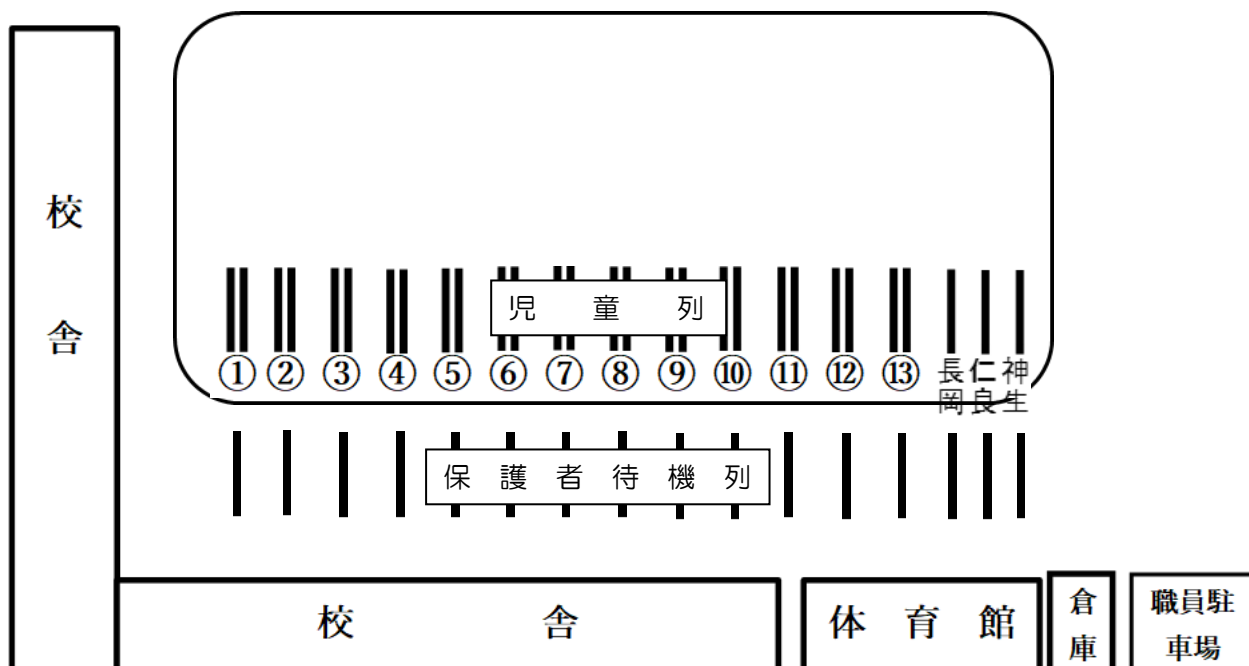 校舎
児童列
①②③④⑤⑥⑦⑧⑨⑩⑪⑫⑬
長岡
仁良
神生
保護者待機列
校舎
体育館
倉庫
職員駐
車場